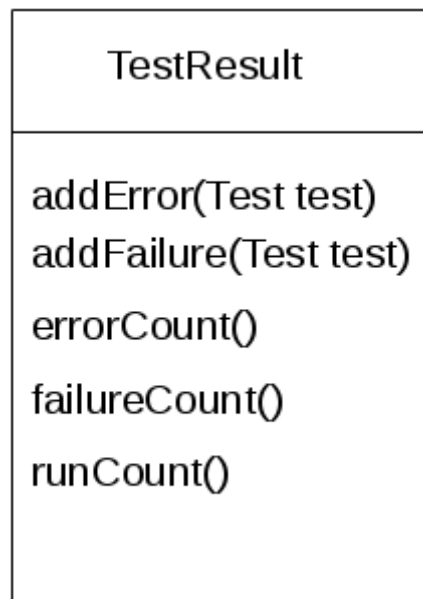 TestResult
addError(Test test)
addFailure(Test test)
errorCount()
failureCount()
runCount()